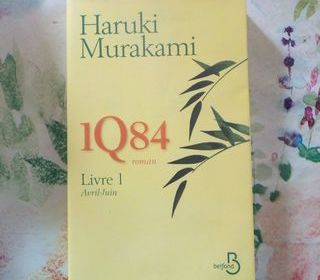 Haruki
Murakami
1Q84
roman
Livre 1
Avril-Juin
belfond